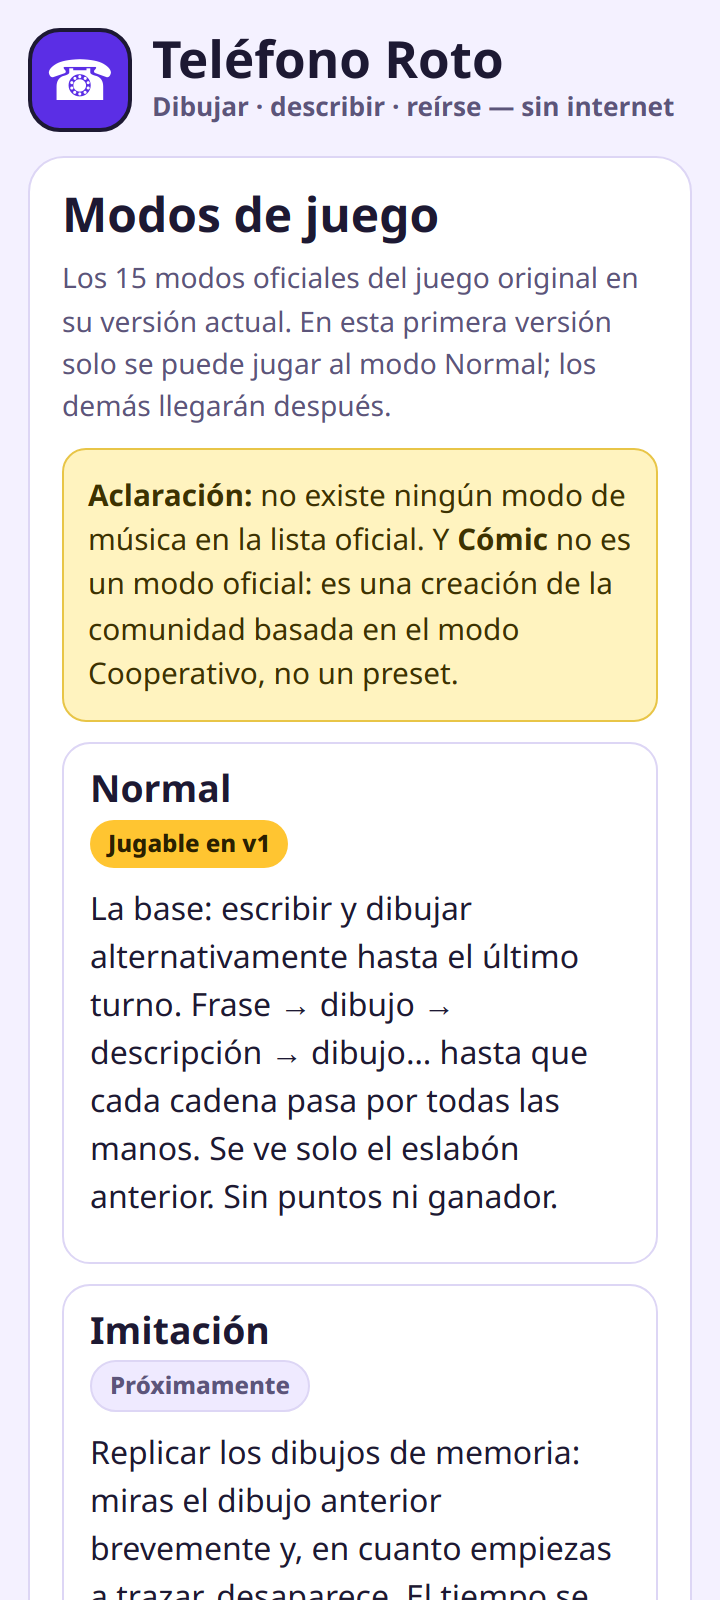 Teléfono Roto
Dibujar · describir · reírse — sin internet
Modos de juego
Los 15 modos oficiales del juego original en
su versión actual. En esta primera versión
solo se puede jugar al modo Normal; los
demás llegarán después.
Aclaración: no existe ningún modo de
música en la lista oficial. Y Cómic no es
un modo oficial: es una creación de la
comunidad basada en el modo
Cooperativo, no un preset.
Normal
Jugable en v1
La base: escribir y dibujar
alternativamente hasta el último
turno. Frase → dibujo →
descripción → dibujo... hasta que
cada cadena pasa por todas las
manos. Se ve solo el eslabón
anterior. Sin puntos ni ganador.
Imitación
Próximamente
Replicar los dibujos de memoria:
miras el dibujo anterior
brevemente y, en cuanto empiezas
a trazar, desaparece. El tiempo se